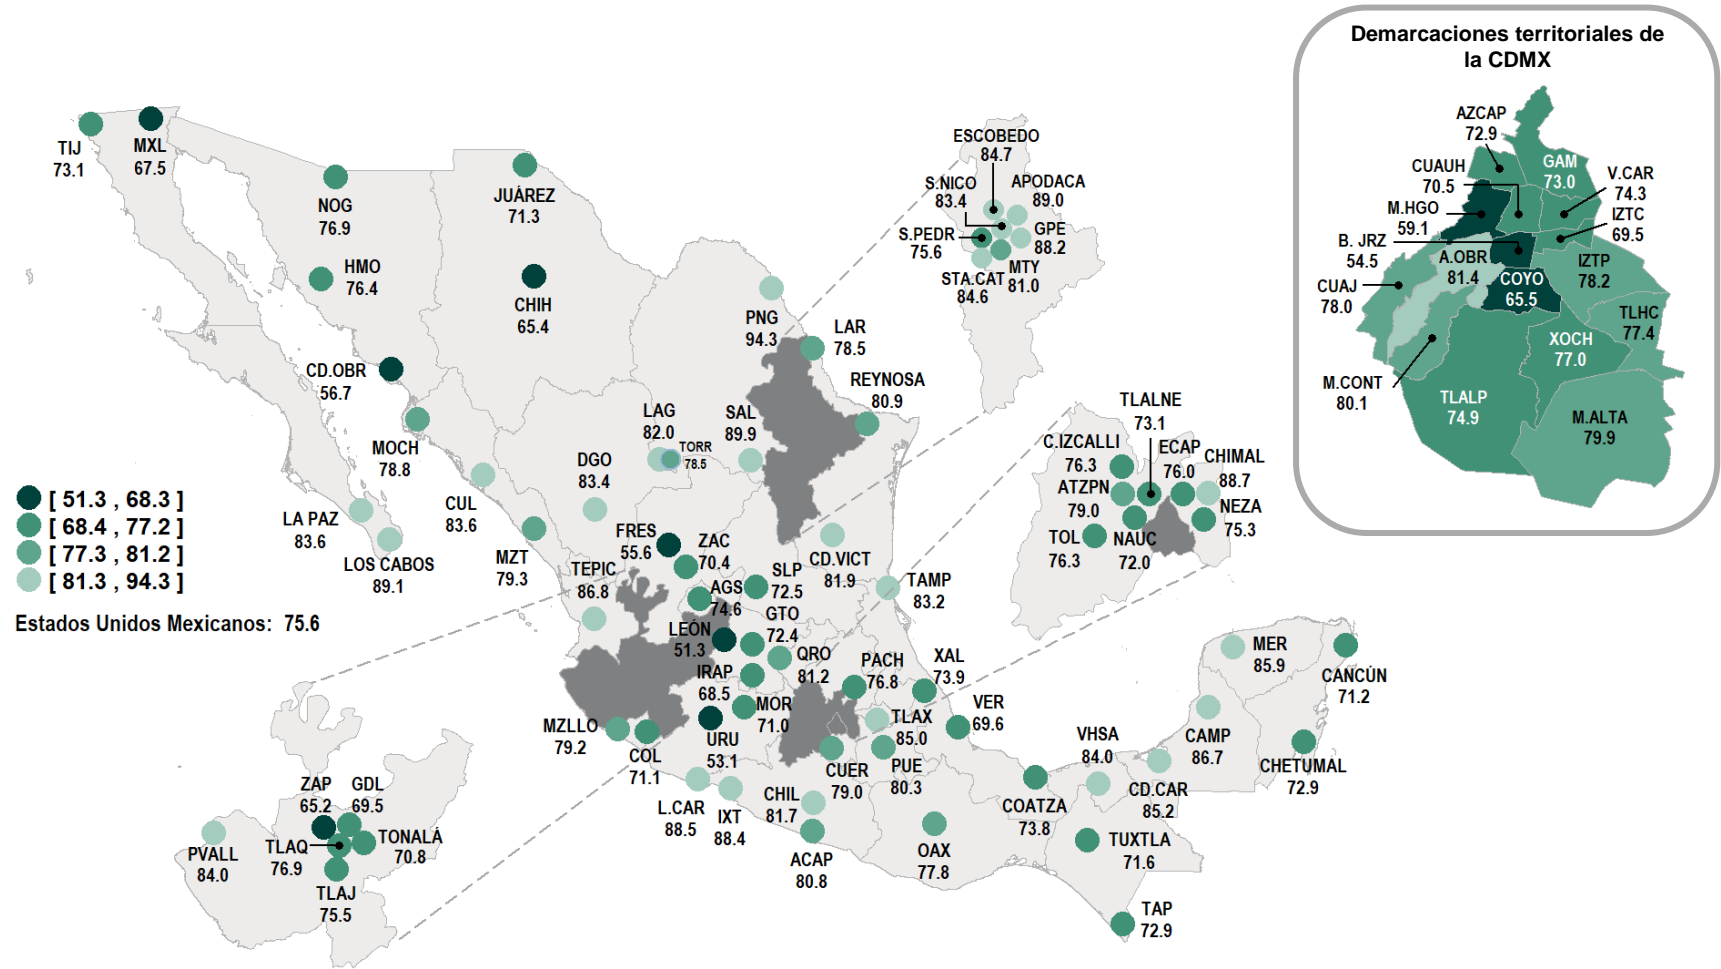 Demarcaciones territoriales de
la CDMX
AZCAP
72.9
CUAUH
70.5
GAM
73.0
V.CAR
74.3
M.HGO
59.1
IZTC
69.5
B. JRZ
54.5
A.OBR
81.4
IZTP
78.2
CUAJ
78.0
COYO
65.5
TLHC
77.4
XOCH
77.0
M.CONT
80.1
TLALP
74.9
M.ALTA
79.9
TIJ
73.1
MXL
67.5
NOG
76.9
JUÁREZ
71.3
HMO
76.4
CHIH
65.4
CD.OBR
56.7
MOCH
78.8
PNG
94.3
LAR
78.5
REYNOSA
80.9
LAG
82.0
TORR
78.5
SAL
89.9
DGO
83.4
CUL
83.6
LA PAZ
83.6
LOS CABOS
89.1
MZT
79.3
FRES
55.6
ZAC
70.4
TEPIC
86.8
AGS
74.6
SLP
72.5
CD.VICT
81.9
TAMP
83.2
GTO
72.4
LEÓN
51.3
QRO
81.2
IRAP
68.5
PACH
76.8
XAL
73.9
MOR
71.0
MZLLO
79.2
COL
71.1
URU
53.1
TLAX
85.0
VER
69.6
CUER
79.0
PUE
80.3
L.CAR
88.5
IXT
88.4
CHIL
81.7
ACAP
80.8
OAX
77.8
COATZA
73.8
VHSA
84.0
CD.CAR
85.2
CAMP
86.7
MER
85.9
CANCÚN
71.2
CHETUMAL
72.9
TUXTLA
71.6
TAP
72.9
ESCOBEDO
84.7
S.NICO
83.4
APODACA
89.0
S.PEDR
75.6
GPE
88.2
STA.CAT
84.6
MTY
81.0
TLALNE
73.1
C.IZCALLI
76.3
ECAP
76.0
CHIMAL
88.7
ATZPN
79.0
NEZA
75.3
TOL
76.3
NAUC
72.0
ZAP
65.2
GDL
69.5
TLAQ
76.9
TONALÁ
70.8
PVALL
84.0
TLAJ
75.5
[ 51.3 , 68.3 ]
[ 68.4 , 77.2 ]
[ 77.3 , 81.2 ]
[ 81.3 , 94.3 ]
Estados Unidos Mexicanos: 75.6